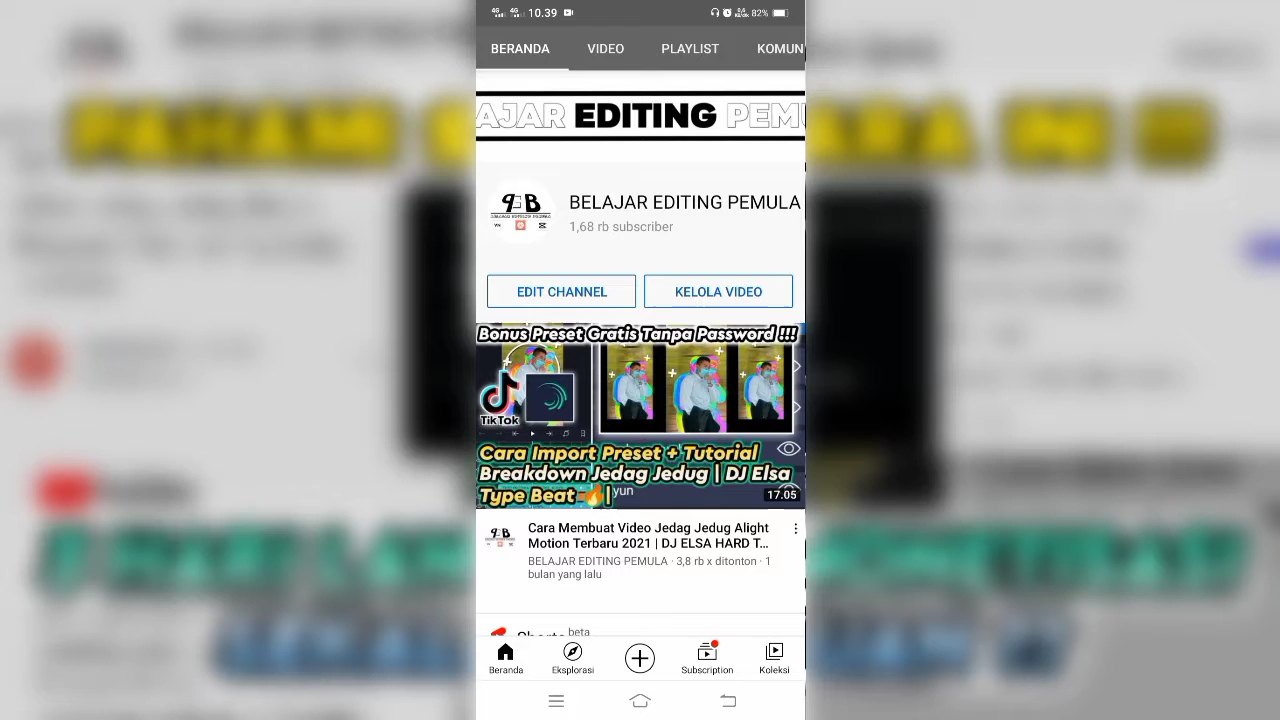 10.39
82%
BERANDA VIDEO PLAYLIST KOMUN
AJAR EDITING PEMU
BELAJAR EDITING PEMULA
1,68 rb subscriber
EDIT CHANNEL KELOLA VIDEO
Bonus Preset Gratis Tanpa Password !!!
TikTok
Cara Import Preset + Tutorial
Breakdown Jedag Jedug | DJ Elsa
Type Beat 🔥|
yun
17.05
Cara Membuat Video Jedag Jedug Alight
Motion Terbaru 2021 | DJ ELSA HARD T...
BELAJAR EDITING PEMULA · 3,8 rb x ditonton · 1
bulan yang lalu
Shorts beta
Beranda Eksplorasi Subscription Koleksi